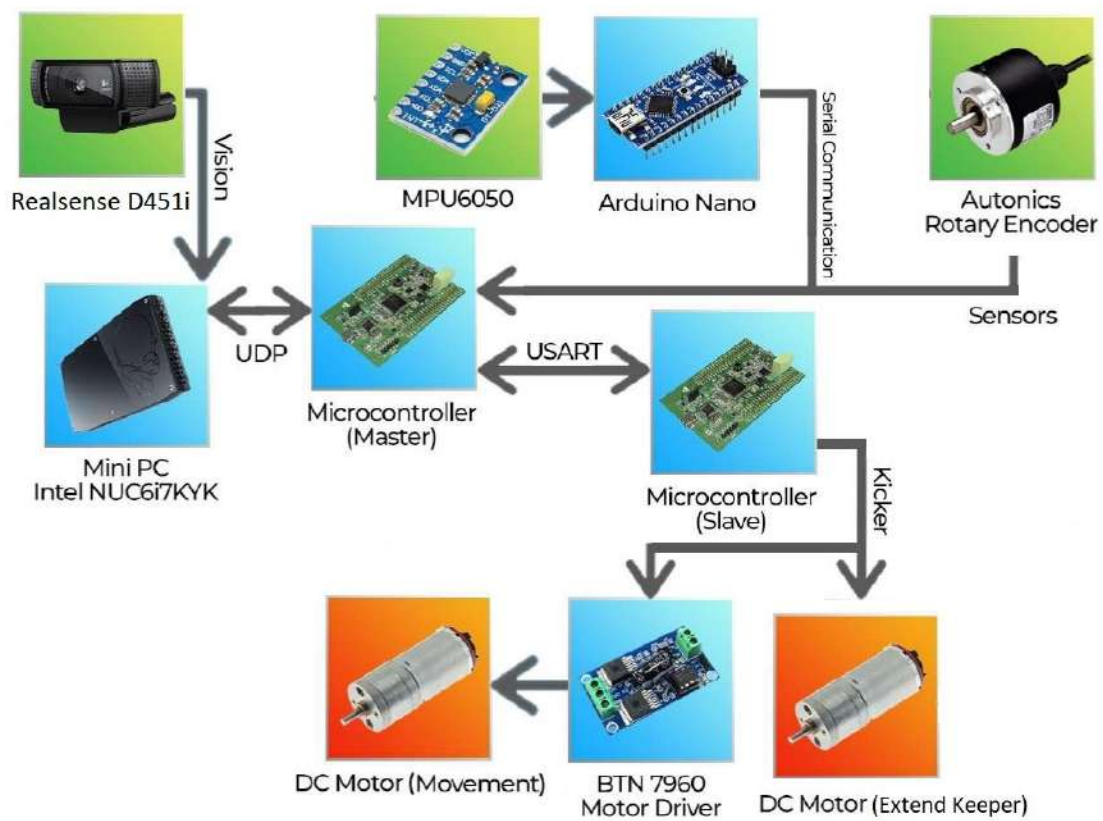 Realsense D451i
Vision
MPU6050
Arduino Nano
Serial Communication
Autonics
Rotary Encoder
Sensors
UDP
USART
Microcontroller
(Master)
Mini PC
Intel NUC6i7KYK
Microcontroller
(Slave)
Kicker
DC Motor (Movement)
BTN 7960
Motor Driver
DC Motor (Extend Keeper)